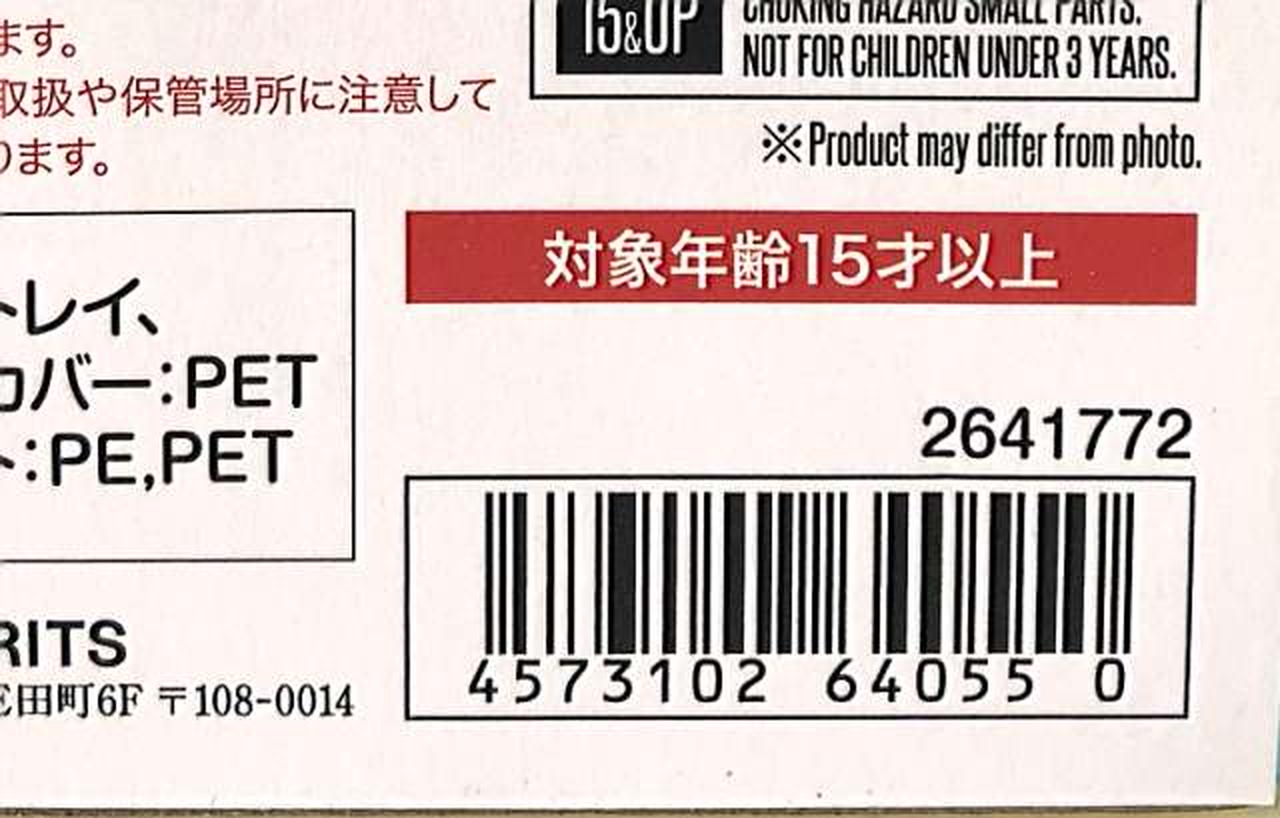 ます。
取扱や保管場所に注意して
ります。
15&UP
CHOKING HAZARD SMALL PARTS.
NOT FOR CHILDREN UNDER 3 YEARS.
※Product may differ from photo.
対象年齢15才以上
トレイ、
カバー:PET
ト:PE,PET
2641772
4573102 64055 0
RITS
田町6F 〒108-0014